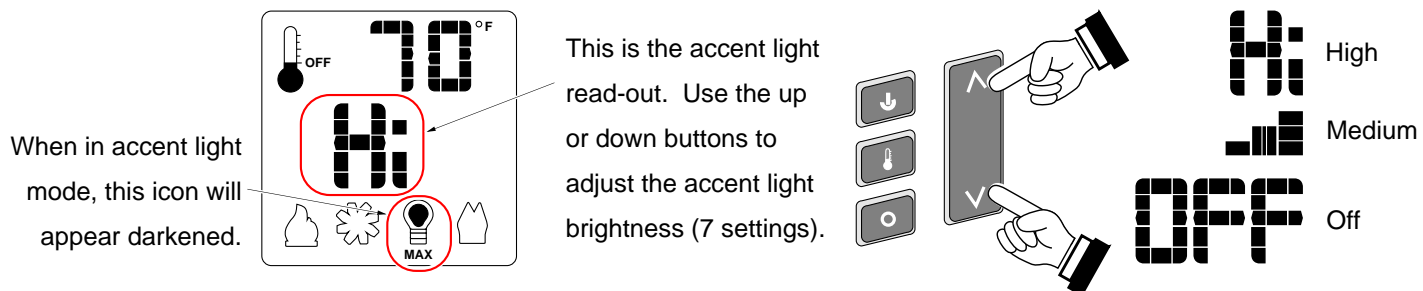 When in accent light
mode, this icon will
appear darkened.
70 °F
OFF
Hi
MAX
This is the accent light
read-out. Use the up
or down buttons to
adjust the accent light
brightness (7 settings).
Hi High
Medium
OFF Off